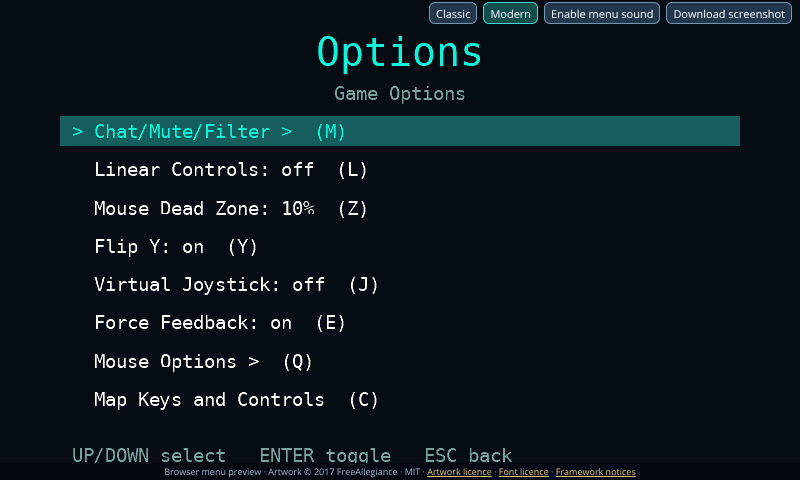 Classic Modern Enable menu sound Download screenshot
Options
Game Options
> Chat/Mute/Filter > (M)
Linear Controls: off (L)
Mouse Dead Zone: 10% (Z)
Flip Y: on (Y)
Virtual Joystick: off (J)
Force Feedback: on (E)
Mouse Options > (Q)
Map Keys and Controls (C)
UP/DOWN select ENTER toggle ESC back
Browser menu preview · Artwork © 2017 FreeAllegiance · MIT · Artwork licence · Font licence · Framework notices